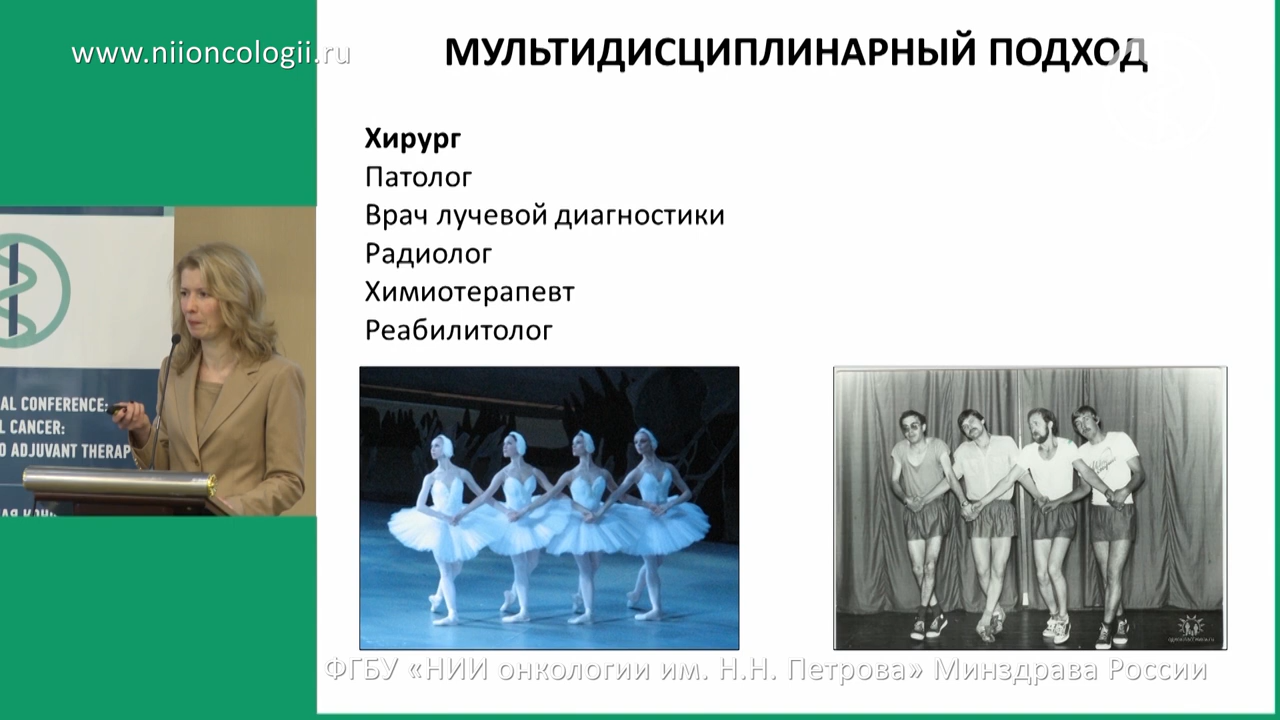 www.niioncologii.ru
МУЛЬТИДИСЦИПЛИНАРНЫЙ ПОДХОД
Хирург
Патолог
Врач лучевой диагностики
Радиолог
Химиотерапевт
Реабилитолог
AL CONFERENCE:
L CANCER:
O ADJUVANT THERAP
ФГБУ «НИИ онкологии им. Н.Н. Петрова» Минздрава России